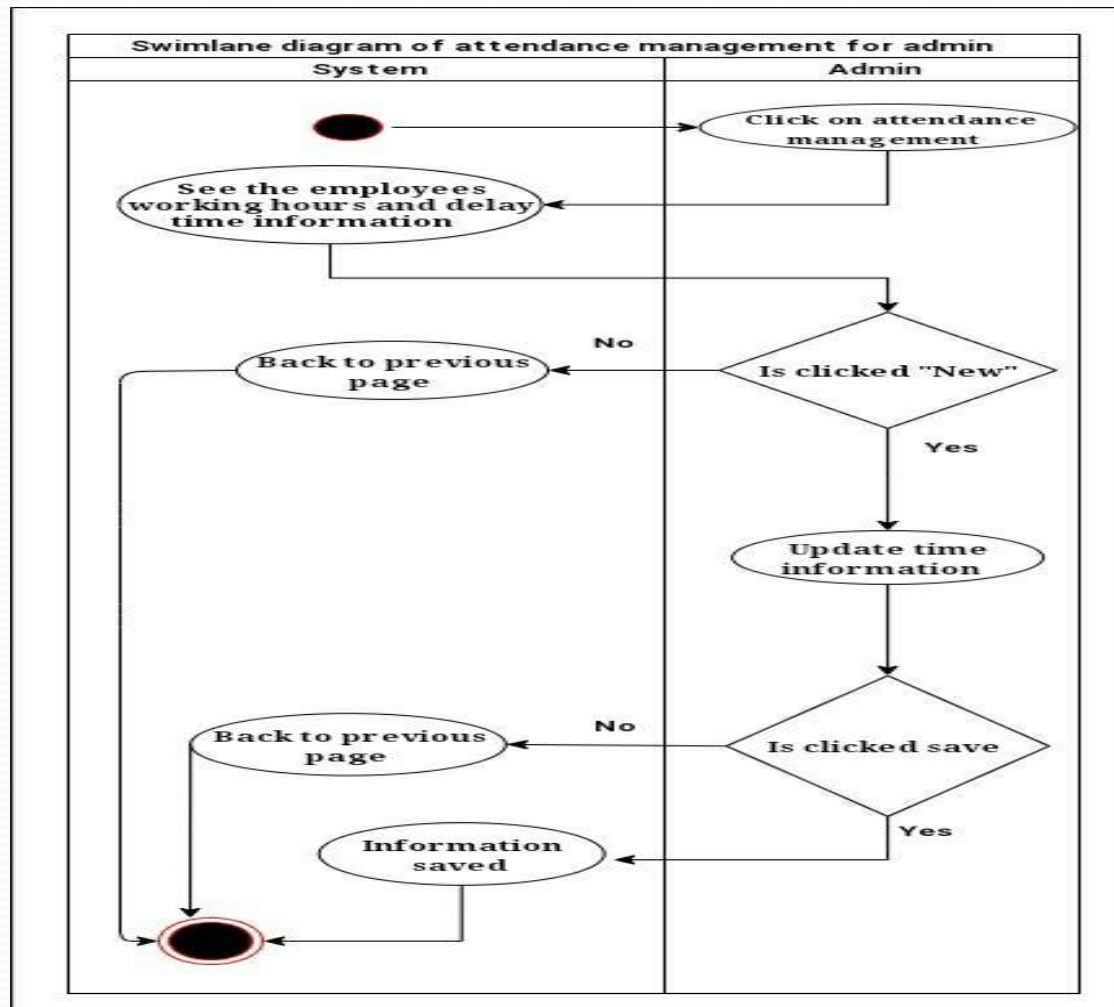 Swimlane diagram of attendance management for admin
System
Admin
Click on attendance
management
See the employees
working hours and delay
time information
No
Back to previous
page
Is clicked "New"
Yes
Update time
information
No
Back to previous
page
Is clicked save
Yes
Information
saved